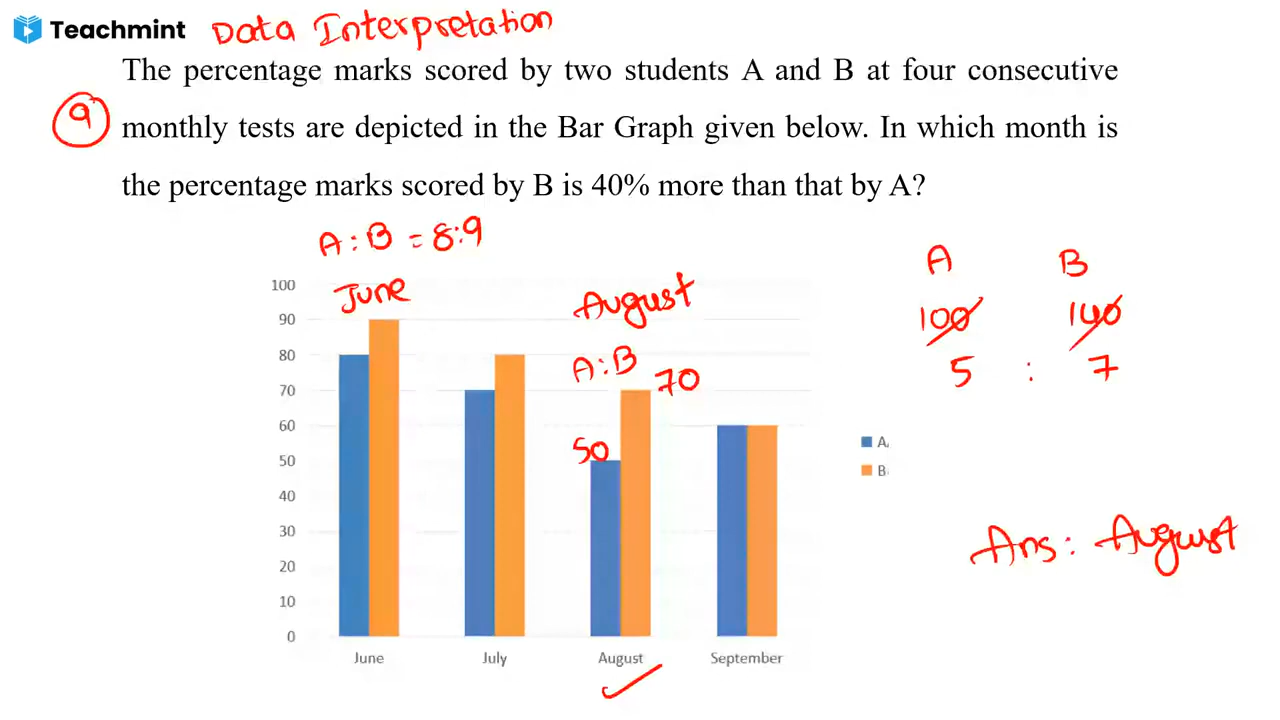 Teachmint Data Interpretation
The percentage marks scored by two students A and B at four consecutive
9 monthly tests are depicted in the Bar Graph given below. In which month is
the percentage marks scored by B is 40% more than that by A?
A : B = 8:9
June
August
A:B
70
50
A B
100 140
5 : 7
100
90
80
70
60
50
40
30
20
10
0
June July August September
A
B
Ans: August